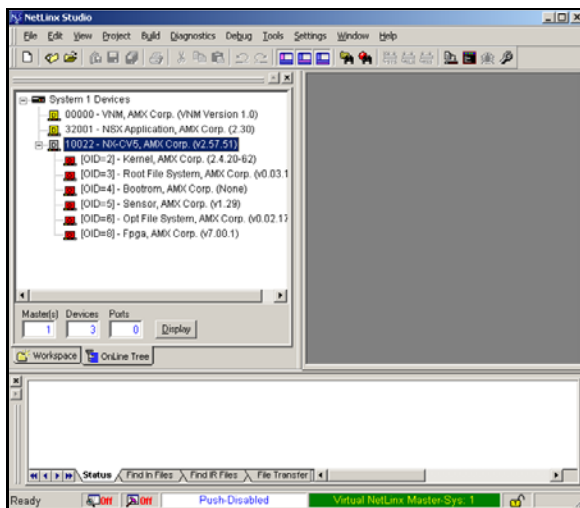 NetLinx Studio
File Edit View Project Build Diagnostics Debug Tools Settings Window Help
System 1 Devices
00000 - VNM, AMX Corp. (VNM Version 1.0)
32001 - NSX Application, AMX Corp. (2.30)
10022 - NX-CV5, AMX Corp. (v2.57.51)
[OID=2] - Kernel, AMX Corp. (2.4.20-62)
[OID=3] - Root File System, AMX Corp. (v0.03.1
[OID=4] - Bootrom, AMX Corp. (None)
[OID=5] - Sensor, AMX Corp. (v1.29)
[OID=6] - Opt File System, AMX Corp. (v0.02.17
[OID=8] - Fpga, AMX Corp. (v7.00.1)
Master(s) Devices Ports
1 3 0 Display
Workspace OnLine Tree
Status Find In Files Find IR Files File Transfer
Ready Off Off Push-Disabled Virtual NetLinx Master-Sys: 1